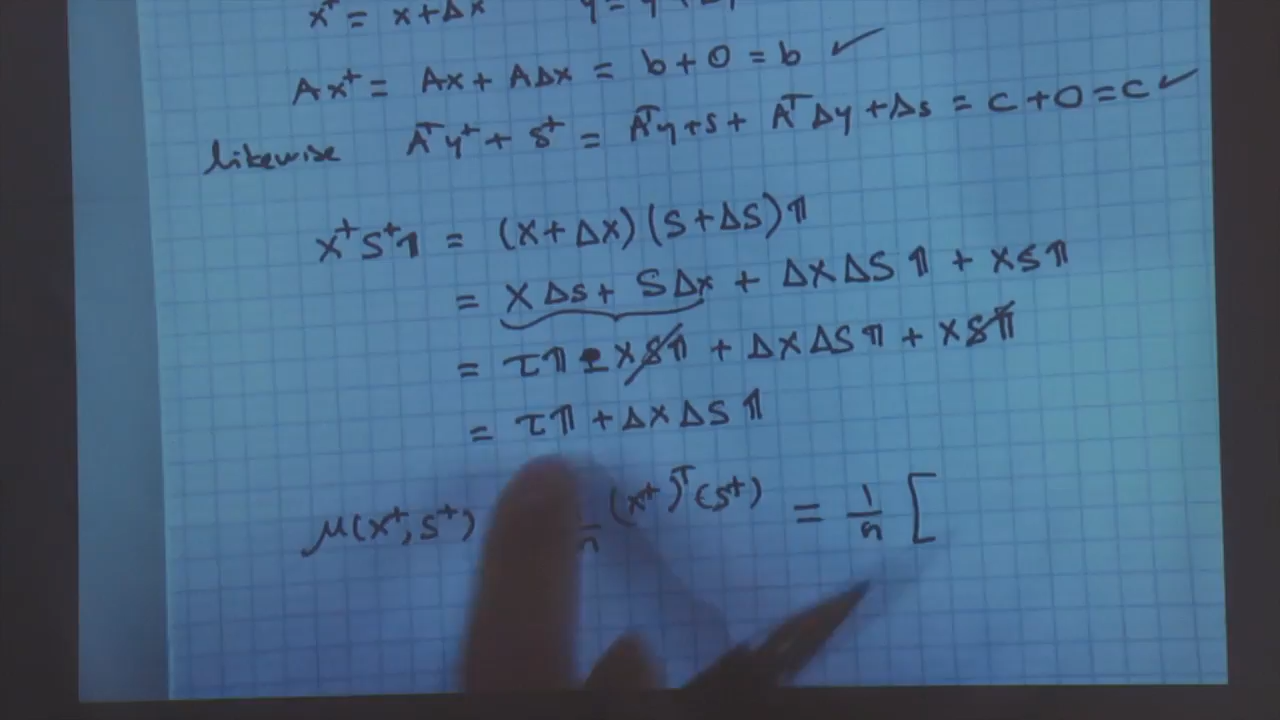 x⁺ = x + Δx
Ax⁺ = Ax + AΔx = b + 0 = b ✓
likewise Aᵀy⁺ + s⁺ = Aᵀy + s + AᵀΔy + Δs = c + 0 = c ✓
X⁺S⁺𝟙 = (X + ΔX)(S + ΔS)𝟙
= XΔs + SΔx + ΔXΔS𝟙 + XS𝟙
= τ𝟙 - XS𝟙 + ΔXΔS𝟙 + XS𝟙
= τ𝟙 + ΔXΔS𝟙
μ(x⁺, s⁺) n (x⁺)ᵀ(s⁺) = 1/n [